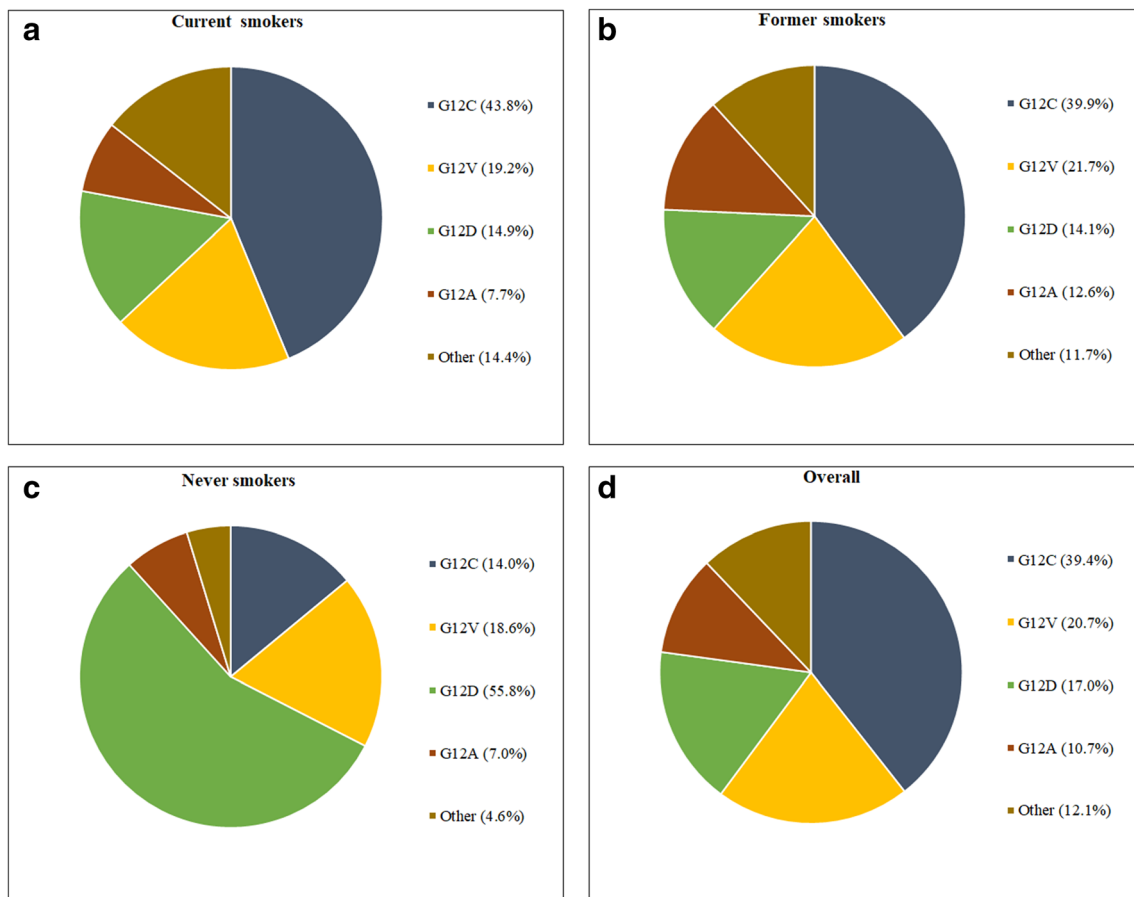 a
Current smokers
G12C (43.8%)
G12V (19.2%)
G12D (14.9%)
G12A (7.7%)
Other (14.4%)
b
Former smokers
G12C (39.9%)
G12V (21.7%)
G12D (14.1%)
G12A (12.6%)
Other (11.7%)
c
Never smokers
G12C (14.0%)
G12V (18.6%)
G12D (55.8%)
G12A (7.0%)
Other (4.6%)
d
Overall
G12C (39.4%)
G12V (20.7%)
G12D (17.0%)
G12A (10.7%)
Other (12.1%)